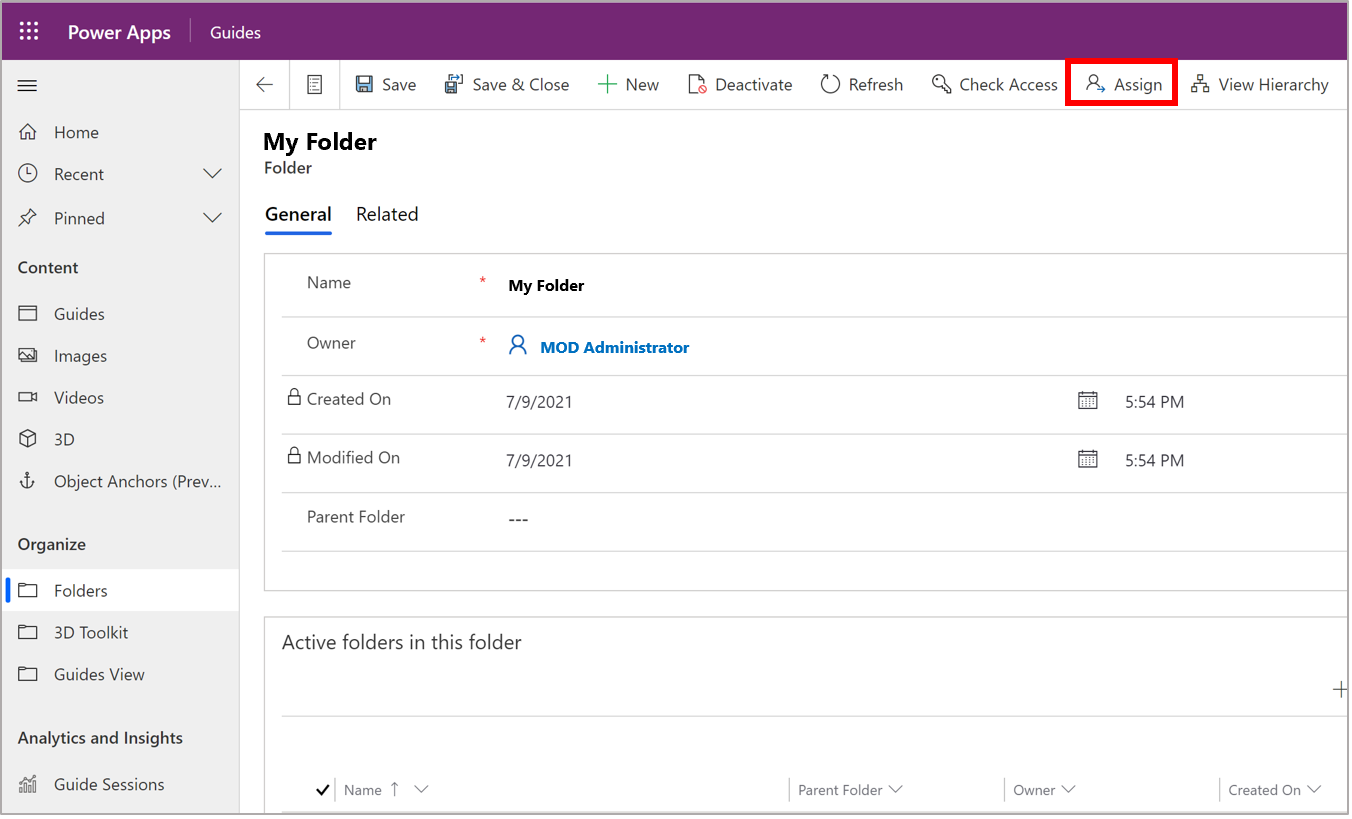 Power Apps
Guides
Save
Save & Close
New
Deactivate
Refresh
Check Access
Assign
View Hierarchy
Home
Recent
Pinned
Content
Guides
Images
Videos
3D
Object Anchors (Prev...
Organize
Folders
3D Toolkit
Guides View
Analytics and Insights
Guide Sessions
My Folder
Folder
General
Related
Name * My Folder
Owner * MOD Administrator
Created On 7/9/2021 5:54 PM
Modified On 7/9/2021 5:54 PM
Parent Folder ---
Active folders in this folder
Name ↑ Parent Folder Owner Created On